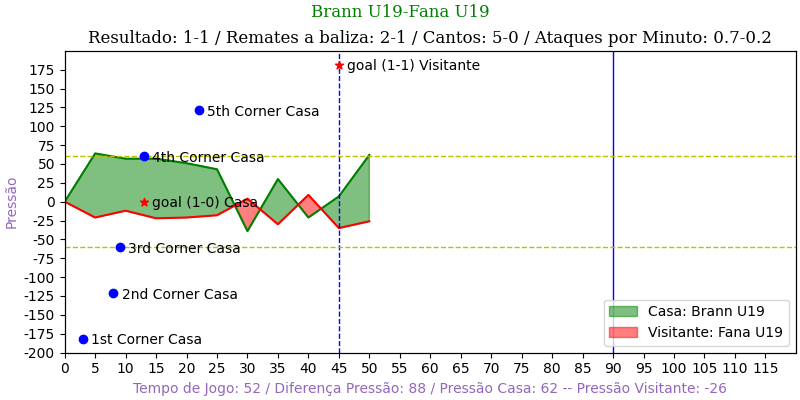 Brann U19-Fana U19
Resultado: 1-1 / Remates a baliza: 2-1 / Cantos: 5-0 / Ataques por Minuto: 0.7-0.2
Pressão
175
150
125
100
75
50
25
0
-25
-50
-75
-100
-125
-150
-175
-200
goal (1-1) Visitante
5th Corner Casa
4th Corner Casa
goal (1-0) Casa
3rd Corner Casa
2nd Corner Casa
1st Corner Casa
Casa: Brann U19
Visitante: Fana U19
0 5 10 15 20 25 30 35 40 45 50 55 60 65 70 75 80 85 90 95 100 105 110 115
Tempo de Jogo: 52 / Diferença Pressão: 88 / Pressão Casa: 62 -- Pressão Visitante: -26